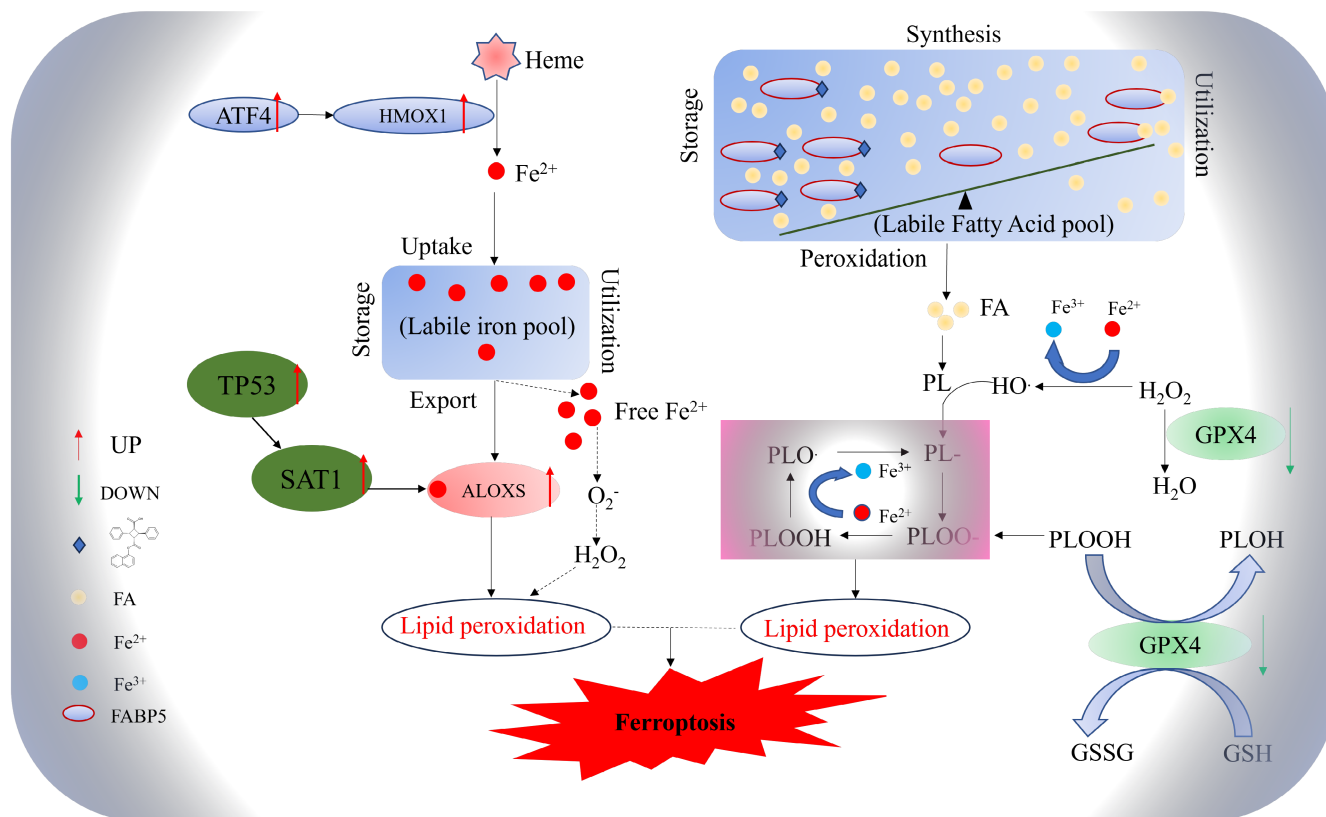 Heme
ATF4
HMOX1
Fe²⁺
Uptake
Storage
(Labile iron pool)
Utilization
Export
Free Fe²⁺
TP53
SAT1
ALOXS
O₂⁻
H₂O₂
Lipid peroxidation
UP
DOWN
FA
Fe²⁺
Fe³⁺
FABP5
Synthesis
Storage
Utilization
(Labile Fatty Acid pool)
Peroxidation
FA
Fe³⁺
Fe²⁺
PL
HO·
H₂O₂
GPX4
H₂O
PLO·
PL-
Fe³⁺
Fe²⁺
PLOOH
PLOO-
PLOOH
PLOH
GPX4
GSSG
GSH
Lipid peroxidation
Ferroptosis